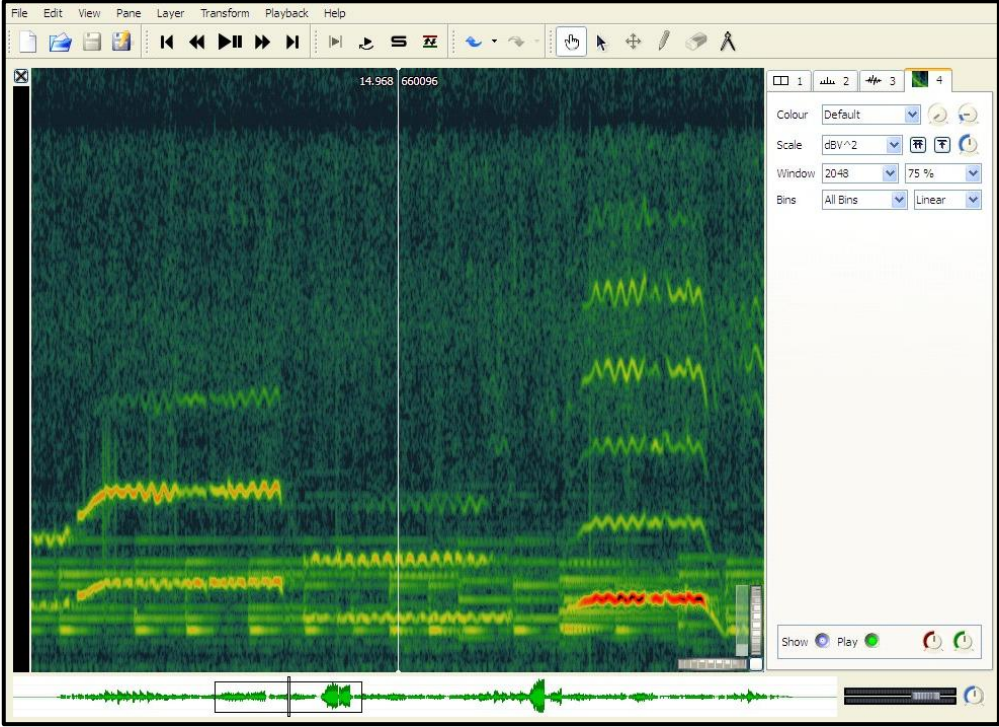 File Edit View Pane Layer Transform Playback Help
14.968 660096
1 2 3 4
Colour Default
Scale dBV^2
Window 2048 75 %
Bins All Bins Linear
Show Play